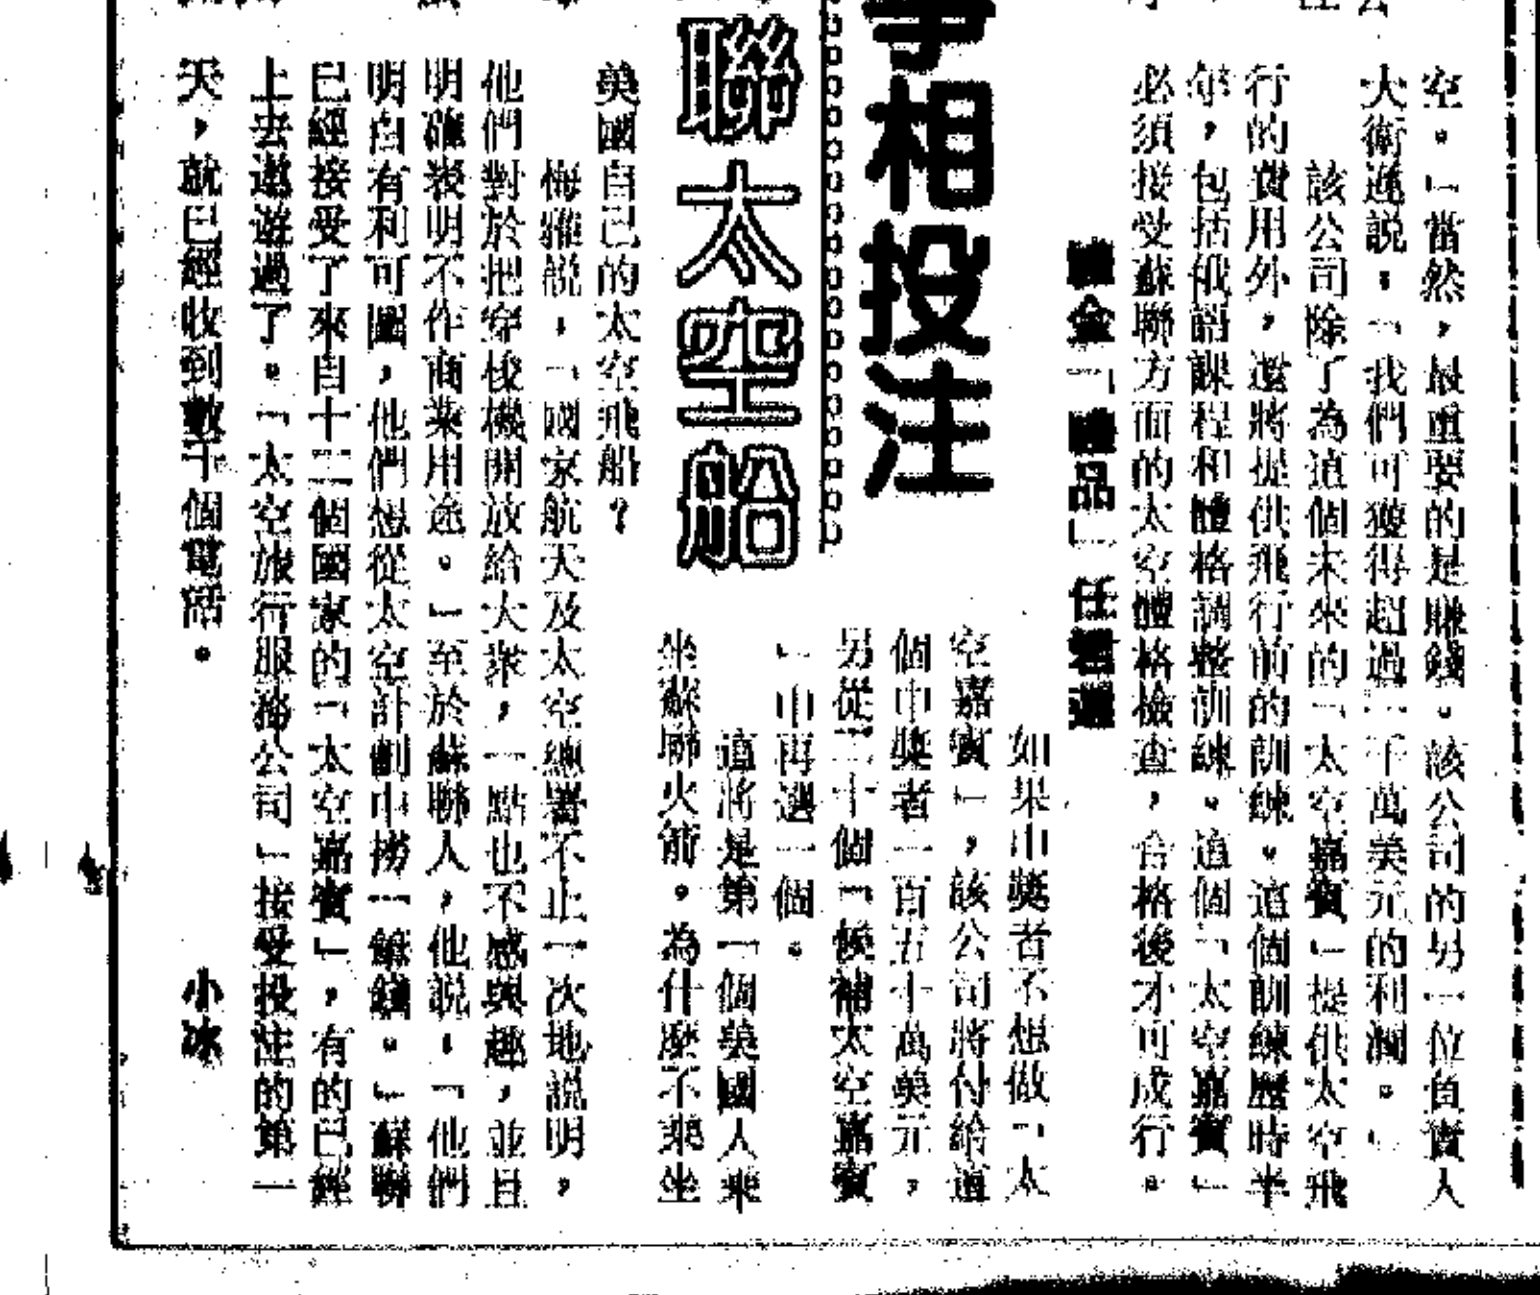 空。「當然，最重要的是賺錢。該公司的另一位負責人
大衛遜說：「我們可獲得超過一千萬美元的利潤。」
該公司除了為這個未來的「太空嘉賓」提供太空飛
行的費用外，還將提供飛行前的訓練。這個訓練歷時半
年，包括俄語課程和體格調整訓練。這個「太空嘉賓」
必須接受蘇聯方面的太空體格檢查，合格後才可成行。
金「品」任
如果中獎者不想做「太
空嘉賓」，該公司將付給這
個中獎者一百五十萬美元，
另從三十個「候補太空嘉賓
」中再選一個。
爭相投注
聯太空船
這將是第一個美國人乘
坐蘇聯火箭。為什麼不乘坐
美國自己的太空飛船？
梅雅說：「國家航天及太空總署不止一次地說明，
他們對於把穿梭機開放給大眾，一點也不感興趣，並且
明確表明不作商業用途。」至於蘇聯人，他說：「他們
明白有利可圖，他們想從太空計劃中撈一筆錢。」蘇聯
已經接受了來自十二個國家的「太空嘉賓」，有的已經
上去遨遊過了。「太空旅行服務公司」接受投注的第一
天，就已經收到數千個電話。
小冰